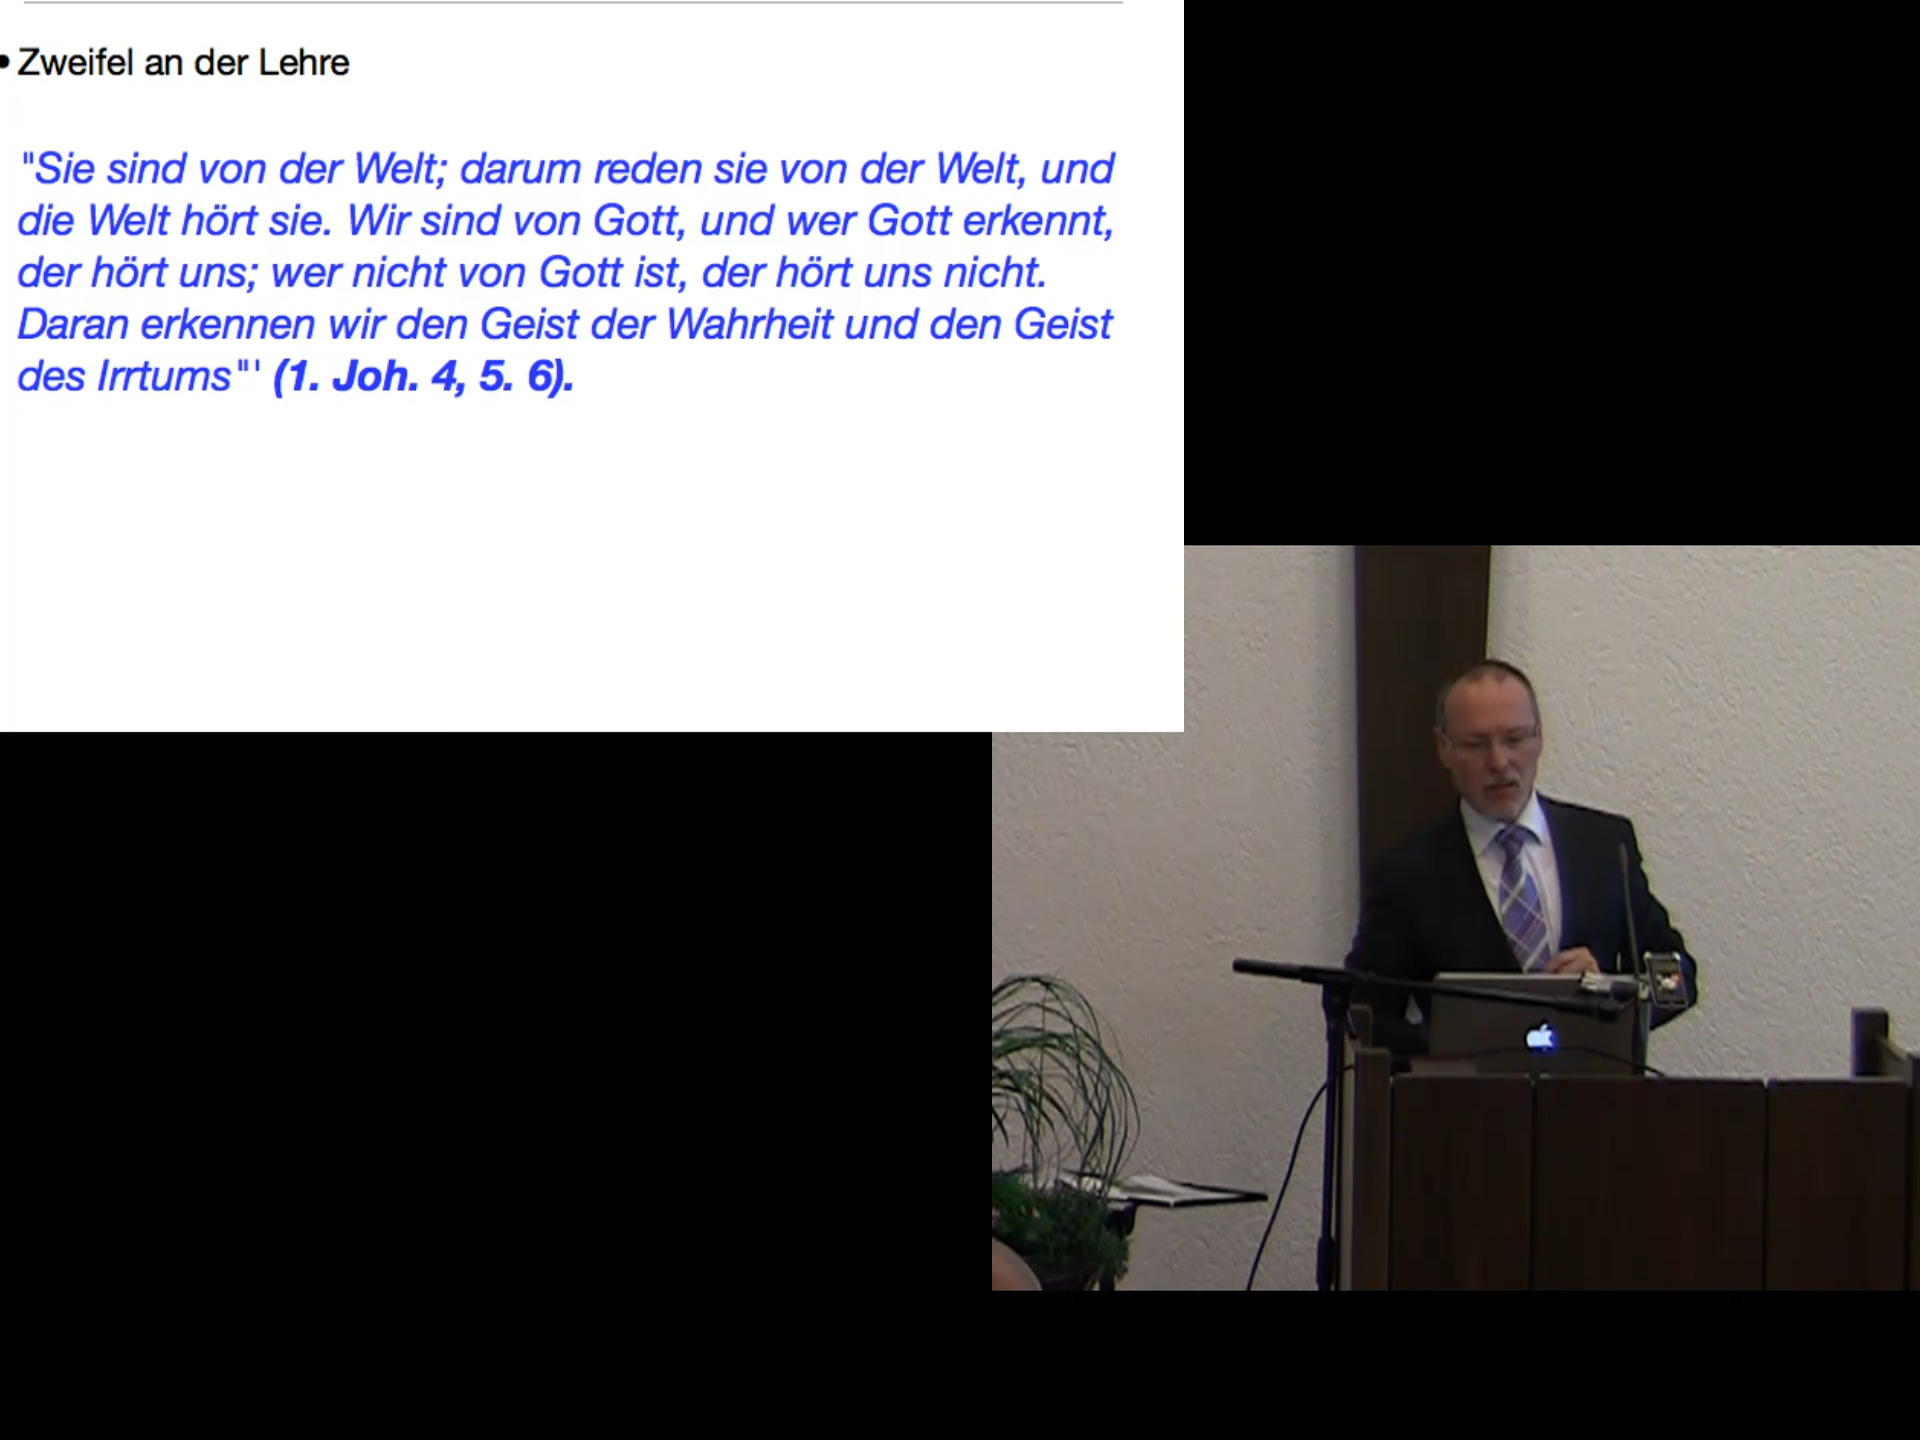 • Zweifel an der Lehre
"Sie sind von der Welt; darum reden sie von der Welt, und
die Welt hört sie. Wir sind von Gott, und wer Gott erkennt,
der hört uns; wer nicht von Gott ist, der hört uns nicht.
Daran erkennen wir den Geist der Wahrheit und den Geist
des Irrtums"' (1. Joh. 4, 5. 6).